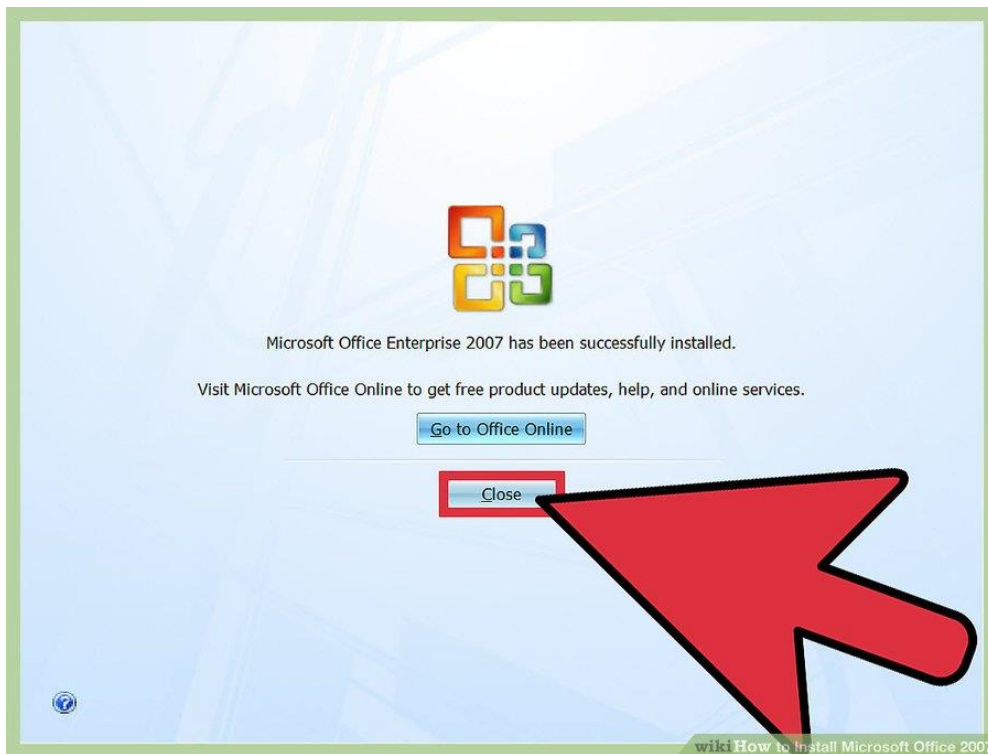 Microsoft Office Enterprise 2007 has been successfully installed.
Visit Microsoft Office Online to get free product updates, help, and online services.
Go to Office Online
Close
wikiHow to Install Microsoft Office 2007